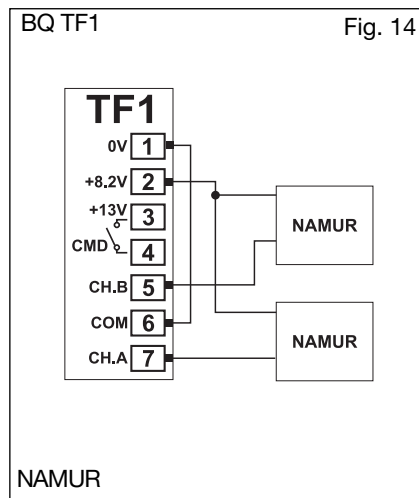 BQ TF1 Fig. 14
TF1
0V 1
+8.2V 2
+13V 3
CMD 4
CH.B 5
COM 6
CH.A 7
NAMUR
NAMUR
NAMUR